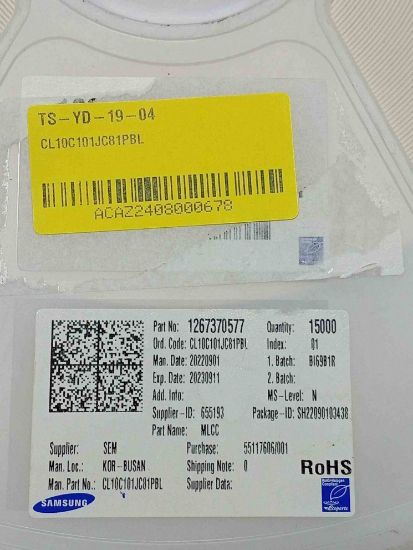 TS-YD-19-04
CL10C101JC81PBL
ACAZ2408000678
Part No: 1267370577 Quantity: 15000
Ord. Code: CL10C101JC81PBL Index: 01
Man. Date: 20220901 1. Batch: BI69B1R
Exp. Date: 20230911 2. Batch:
Add. Info: MS-Level: N
Supplier-ID: 655193 Package-ID: SH22090103438
Part Name: MLCC
Supplier: SEM Purchase: 55117606/001
Man. Loc.: KOR-BUSAN Shipping Note: 0
Man. Part No: CL10C101JC81PBL Supplier Data:
RoHS
SAMSUNG